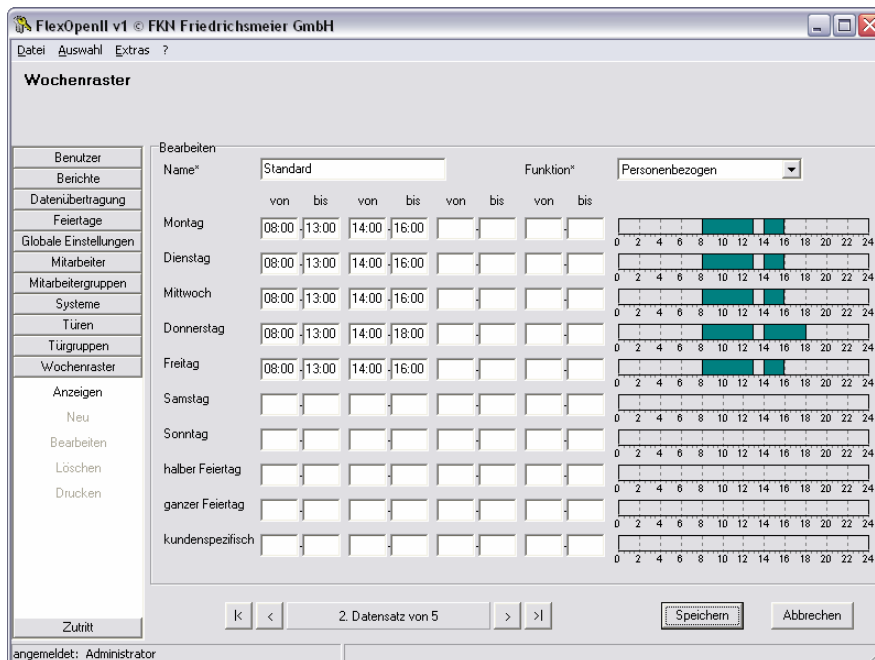 FlexOpenII v1 © FKN Friedrichsmeier GmbH
Datei Auswahl Extras ?
Wochenraster
Benutzer
Berichte
Datenübertragung
Feiertage
Globale Einstellungen
Mitarbeiter
Mitarbeitergruppen
Systeme
Türen
Türgruppen
Wochenraster
Anzeigen
Neu
Bearbeiten
Löschen
Drucken
Zutritt
Bearbeiten
Name* Standard Funktion* Personenbezogen
von bis von bis von bis von bis
Montag 08:00 - 13:00 14:00 - 16:00 - -
0 2 4 6 8 10 12 14 16 18 20 22 24
Dienstag 08:00 - 13:00 14:00 - 16:00 - -
0 2 4 6 8 10 12 14 16 18 20 22 24
Mittwoch 08:00 - 13:00 14:00 - 16:00 - -
0 2 4 6 8 10 12 14 16 18 20 22 24
Donnerstag 08:00 - 13:00 14:00 - 18:00 - -
0 2 4 6 8 10 12 14 16 18 20 22 24
Freitag 08:00 - 13:00 14:00 - 16:00 - -
0 2 4 6 8 10 12 14 16 18 20 22 24
Samstag - - - -
0 2 4 6 8 10 12 14 16 18 20 22 24
Sonntag - - - -
0 2 4 6 8 10 12 14 16 18 20 22 24
halber Feiertag - - - -
0 2 4 6 8 10 12 14 16 18 20 22 24
ganzer Feiertag - - - -
0 2 4 6 8 10 12 14 16 18 20 22 24
kundenspezifisch - - - -
0 2 4 6 8 10 12 14 16 18 20 22 24
|< < 2. Datensatz von 5 > >| Speichern Abbrechen
angemeldet: Administrator